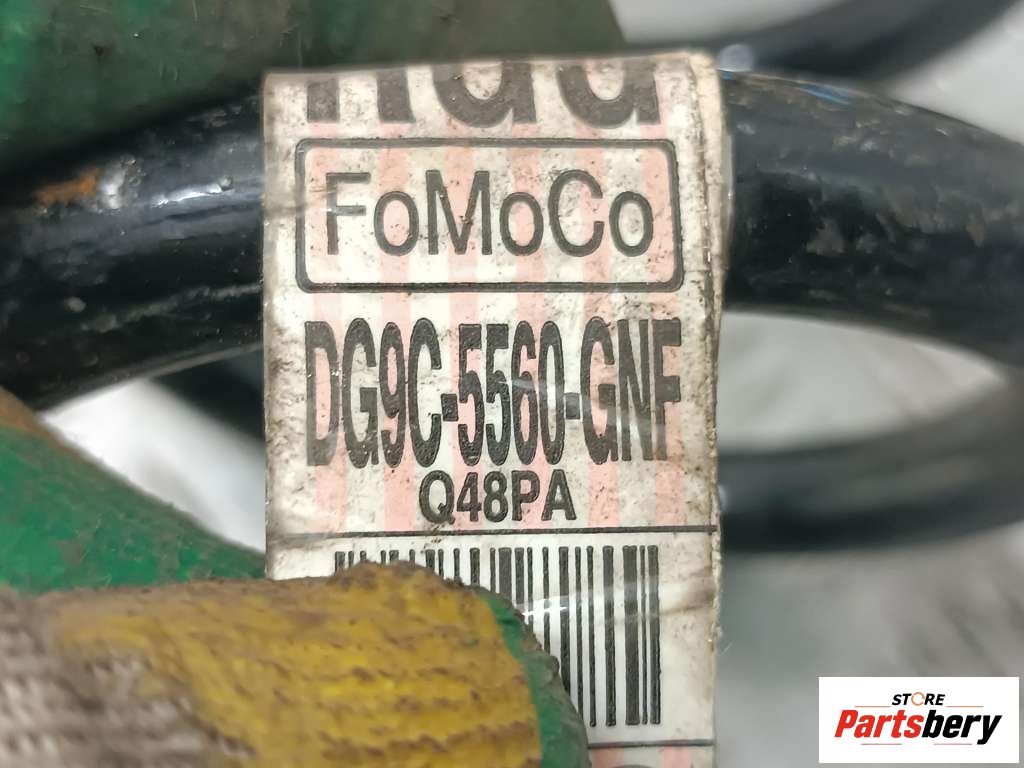 FoMoCo
DG9C-5560-GNF
Q48PA
STORE
Partsbery